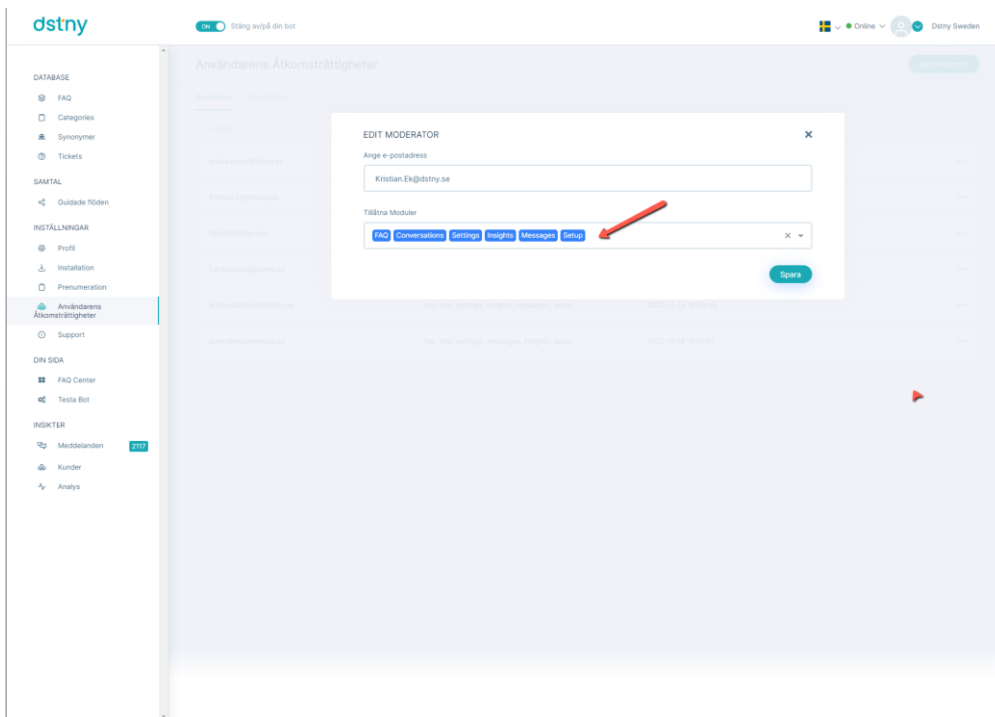 dstny
ON Stäng av/på din bot
Online
Dstny Sweden
DATABASE
FAQ
Categories
Synonymer
Tickets
SAMTAL
Guidade flöden
INSTÄLLNINGAR
Profil
Installation
Prenumeration
Användarens
Åtkomsträttigheter
Support
DIN SIDA
FAQ Center
Testa Bot
INSIKTER
Meddelanden 2117
Kunder
Analys
Användarens Åtkomsträttigheter
EDIT MODERATOR
Ange e-postadress
Kristian.Ek@dstny.se
Tillåtna Moduler
FAQ Conversations Settings Insights Messages Setup
Spara